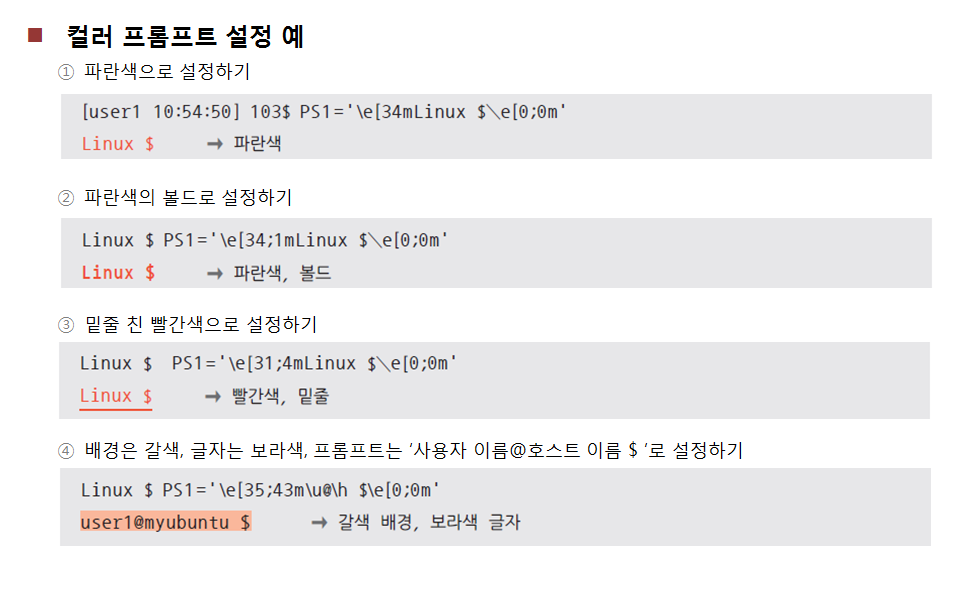 ■ 컬러 프롬프트 설정 예
① 파란색으로 설정하기
[user1 10:54:50] 103$ PS1='\e[34mLinux $\e[0;0m'
Linux $ → 파란색
② 파란색의 볼드로 설정하기
Linux $ PS1='\e[34;1mLinux $\e[0;0m'
Linux $ → 파란색, 볼드
③ 밑줄 친 빨간색으로 설정하기
Linux $ PS1='\e[31;4mLinux $\e[0;0m'
Linux $ → 빨간색, 밑줄
④ 배경은 갈색, 글자는 보라색, 프롬프트는 ‘사용자 이름@호스트 이름 $ ‘로 설정하기
Linux $ PS1='\e[35;43m\u@\h $\e[0;0m'
user1@myubuntu $ → 갈색 배경, 보라색 글자